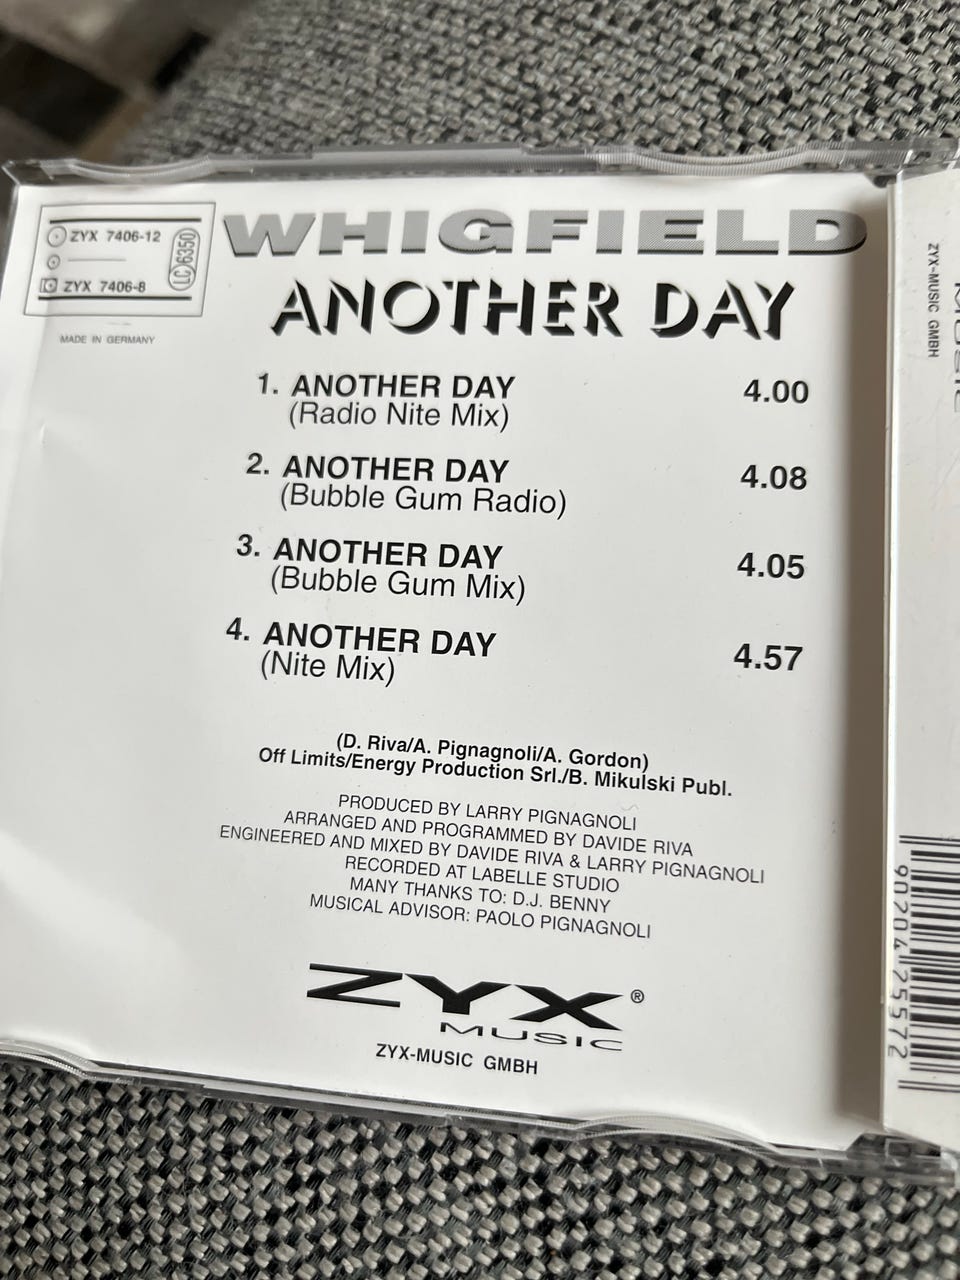 ZYX 7406-12
ZYX 7406-8
LC 6350
MADE IN GERMANY
WHIGFIELD
ANOTHER DAY
1. ANOTHER DAY 4.00
(Radio Nite Mix)
2. ANOTHER DAY 4.08
(Bubble Gum Radio)
3. ANOTHER DAY 4.05
(Bubble Gum Mix)
4. ANOTHER DAY 4.57
(Nite Mix)
(D. Riva/A. Pignagnoli/A. Gordon)
Off Limits/Energy Production Srl./B. Mikulski Publ.
PRODUCED BY LARRY PIGNAGNOLI
ARRANGED AND PROGRAMMED BY DAVIDE RIVA
ENGINEERED AND MIXED BY DAVIDE RIVA & LARRY PIGNAGNOLI
RECORDED AT LABELLE STUDIO
MANY THANKS TO: D.J. BENNY
MUSICAL ADVISOR: PAOLO PIGNAGNOLI
ZYX®
MUSIC
ZYX-MUSIC GMBH
ZYX-MUSIC GMBH
MUSIC